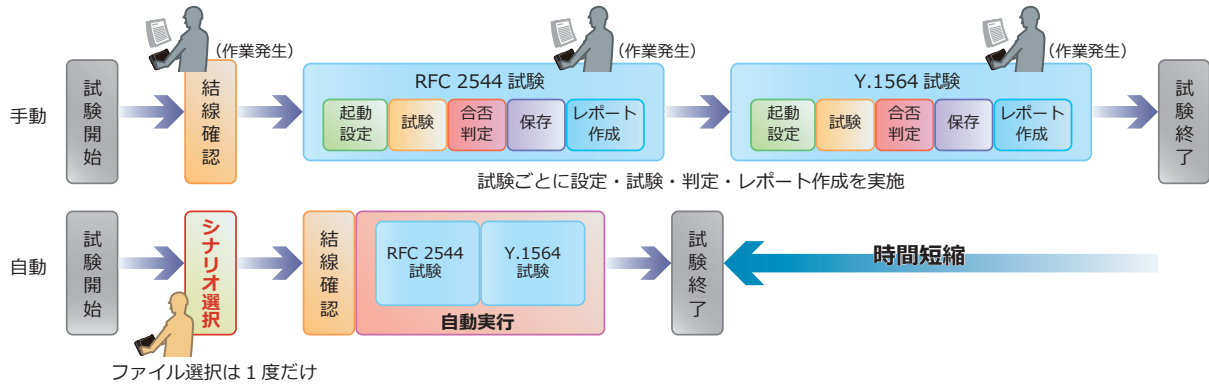 (作業発生)
(作業発生)
(作業発生)
手動
試験開始
結線確認
RFC 2544 試験
起動
設定
試験
合否
判定
保存
レポート
作成
Y.1564 試験
起動
設定
試験
合否
判定
保存
レポート
作成
試験終了
試験ごとに設定・試験・判定・レポート作成を実施
自動
試験開始
シナリオ選択
結線確認
RFC 2544
試験
Y.1564
試験
自動実行
試験終了
時間短縮
ファイル選択は 1 度だけ